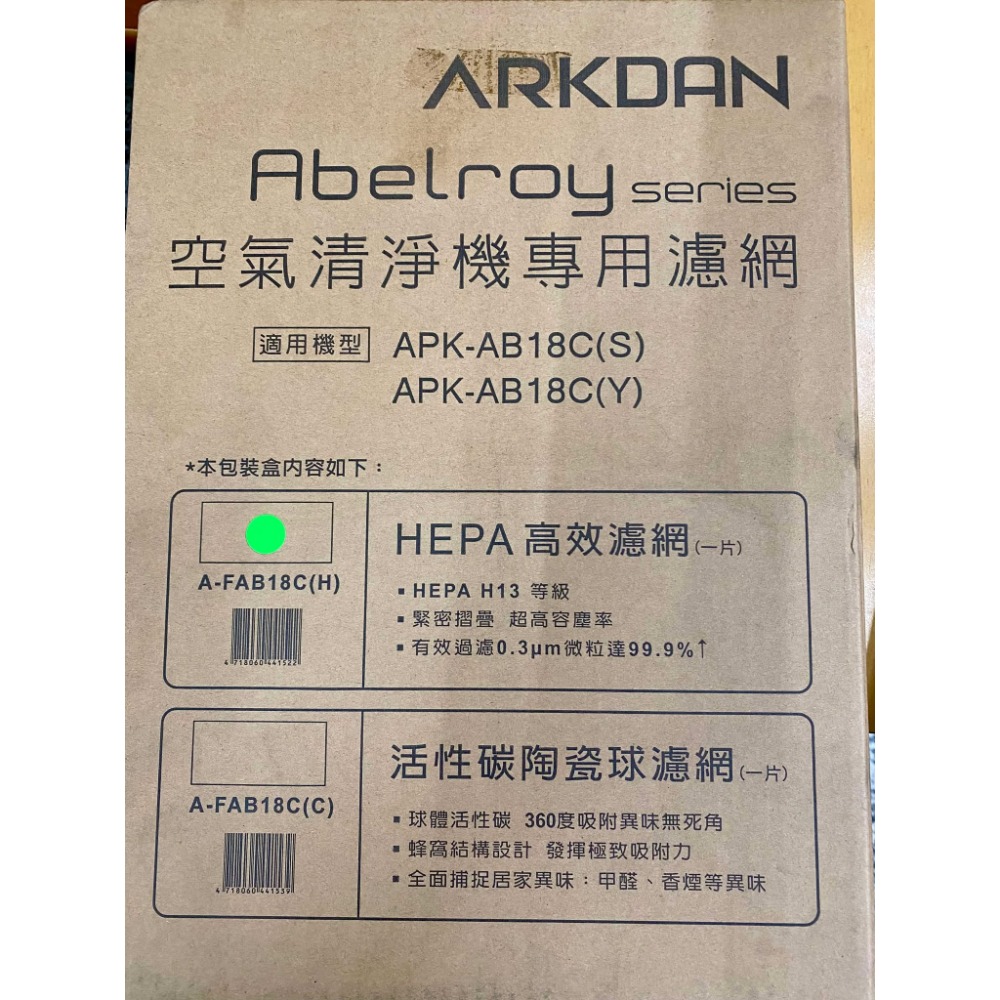 ARKDAN
Abelroy series
空氣清淨機專用濾網
適用機型 APK-AB18C(S)
APK-AB18C(Y)
*本包裝盒內容如下：
A-FAB18C(H)
4 718060 441522
HEPA 高效濾網(一片)
▪ HEPA H13 等級
▪ 緊密摺疊 超高容塵率
▪ 有效過濾0.3μm微粒達99.9%↑
A-FAB18C(C)
4 718060 441539
活性碳陶瓷球濾網(一片)
▪ 球體活性碳 360度吸附異味無死角
▪ 蜂窩結構設計 發揮極致吸附力
▪ 全面捕捉居家異味：甲醛、香煙等異味